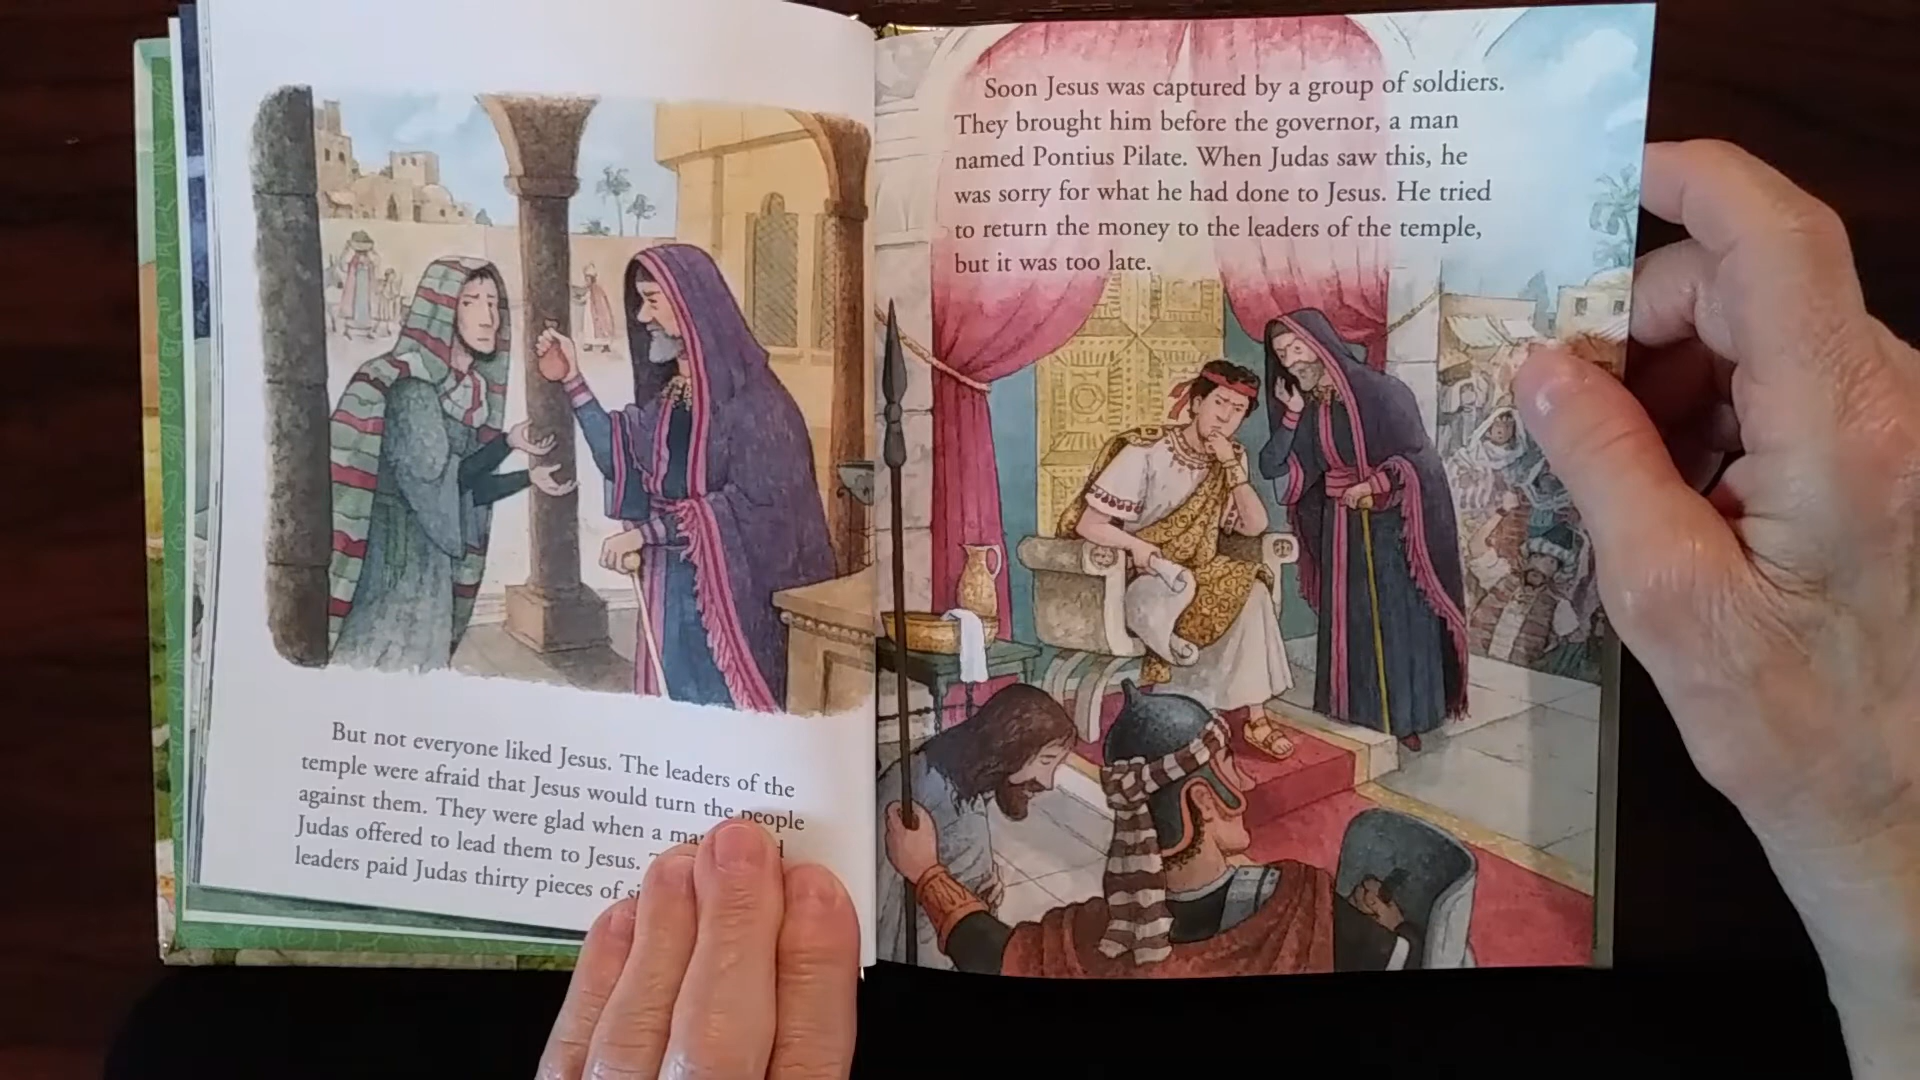 But not everyone liked Jesus. The leaders of the
temple were afraid that Jesus would turn the people
against them. They were glad when a
Judas offered to lead them to Jesus.
leaders paid Judas thirty pieces of
Soon Jesus was captured by a group of soldiers.
They brought him before the governor, a man
named Pontius Pilate. When Judas saw this, he
was sorry for what he had done to Jesus. He tried
to return the money to the leaders of the temple,
but it was too late.